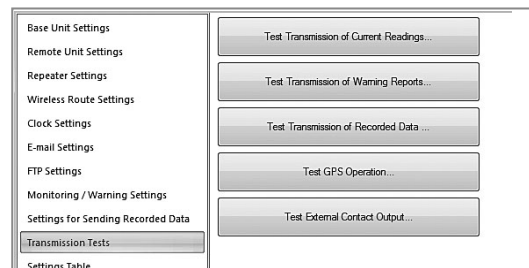 Base Unit Settings
Remote Unit Settings
Repeater Settings
Wireless Route Settings
Clock Settings
E-mail Settings
FTP Settings
Monitoring / Warning Settings
Settings for Sending Recorded Data
Transmission Tests
Settings Table
Test Transmission of Current Readings...
Test Transmission of Warning Reports...
Test Transmission of Recorded Data ...
Test GPS Operation...
Test External Contact Output...